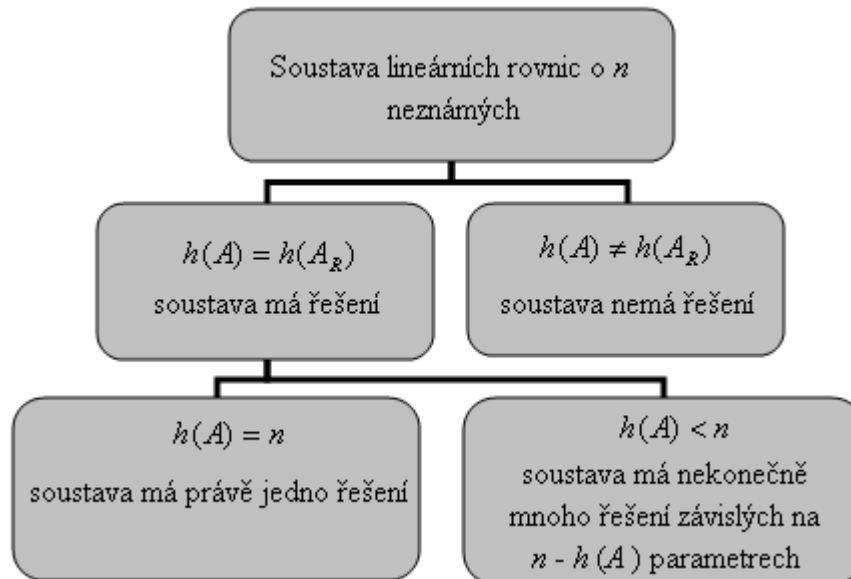 Soustava lineárních rovnic o n
neznámých
h(A) = h(A_R)
soustava má řešení
h(A) ≠ h(A_R)
soustava nemá řešení
h(A) = n
soustava má právě jedno řešení
h(A) < n
soustava má nekonečně
mnoho řešení závislých na
n - h(A) parametrech